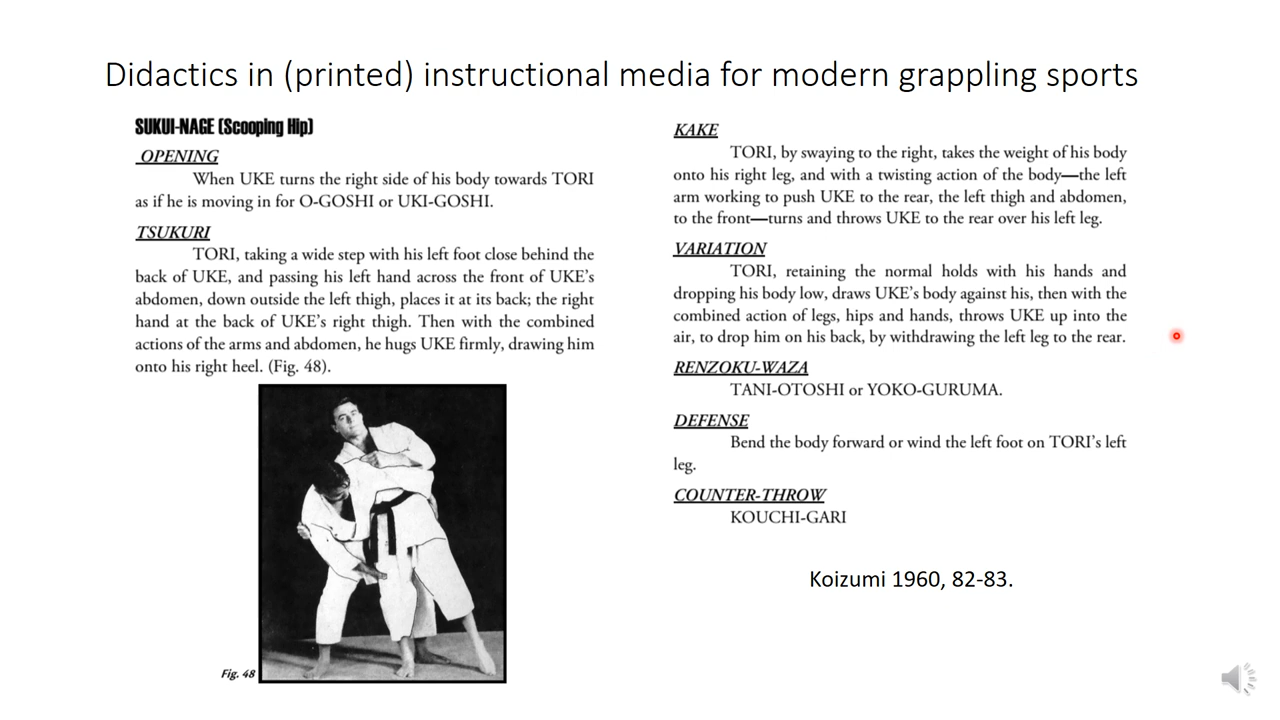 Didactics in (printed) instructional media for modern grappling sports
SUKUI-NAGE (Scooping Hip)
OPENING
When UKE turns the right side of his body towards TORI
as if he is moving in for O-GOSHI or UKI-GOSHI.
TSUKURI
TORI, taking a wide step with his left foot close behind the
back of UKE, and passing his left hand across the front of UKE's
abdomen, down outside the left thigh, places it at its back; the right
hand at the back of UKE's right thigh. Then with the combined
actions of the arms and abdomen, he hugs UKE firmly, drawing him
onto his right heel. (Fig. 48).
Fig. 48
KAKE
TORI, by swaying to the right, takes the weight of his body
onto his right leg, and with a twisting action of the body—the left
arm working to push UKE to the rear, the left thigh and abdomen,
to the front—turns and throws UKE to the rear over his left leg.
VARIATION
TORI, retaining the normal holds with his hands and
dropping his body low, draws UKE's body against his, then with the
combined action of legs, hips and hands, throws UKE up into the
air, to drop him on his back, by withdrawing the left leg to the rear.
RENZOKU-WAZA
TANI-OTOSHI or YOKO-GURUMA.
DEFENSE
Bend the body forward or wind the left foot on TORI's left
leg.
COUNTER-THROW
KOUCHI-GARI
Koizumi 1960, 82-83.